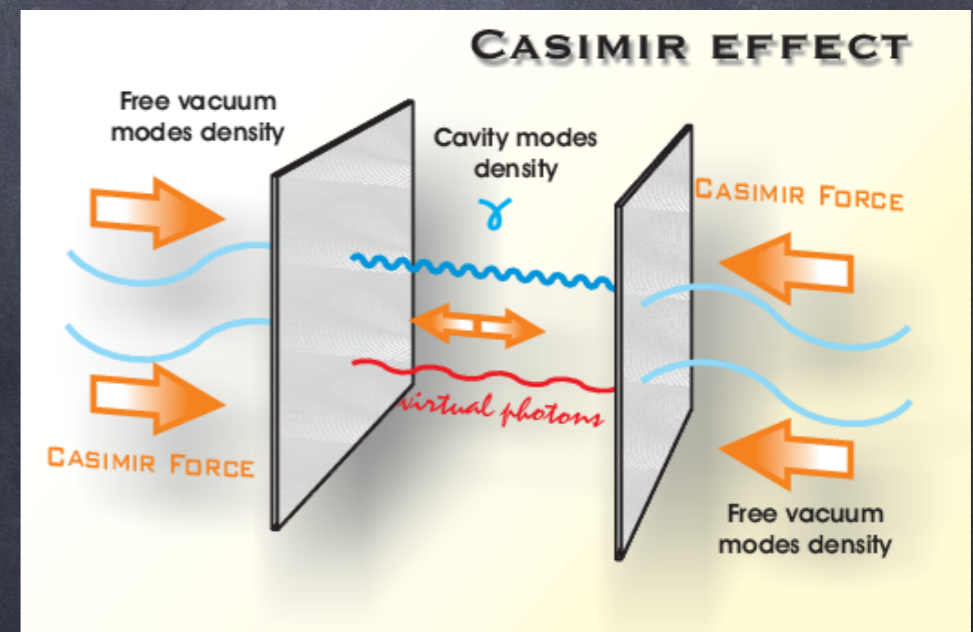 CASIMIR EFFECT
Free vacuum
modes density
Cavity modes
density
γ
CASIMIR FORCE
virtual photons
CASIMIR FORCE
Free vacuum
modes density